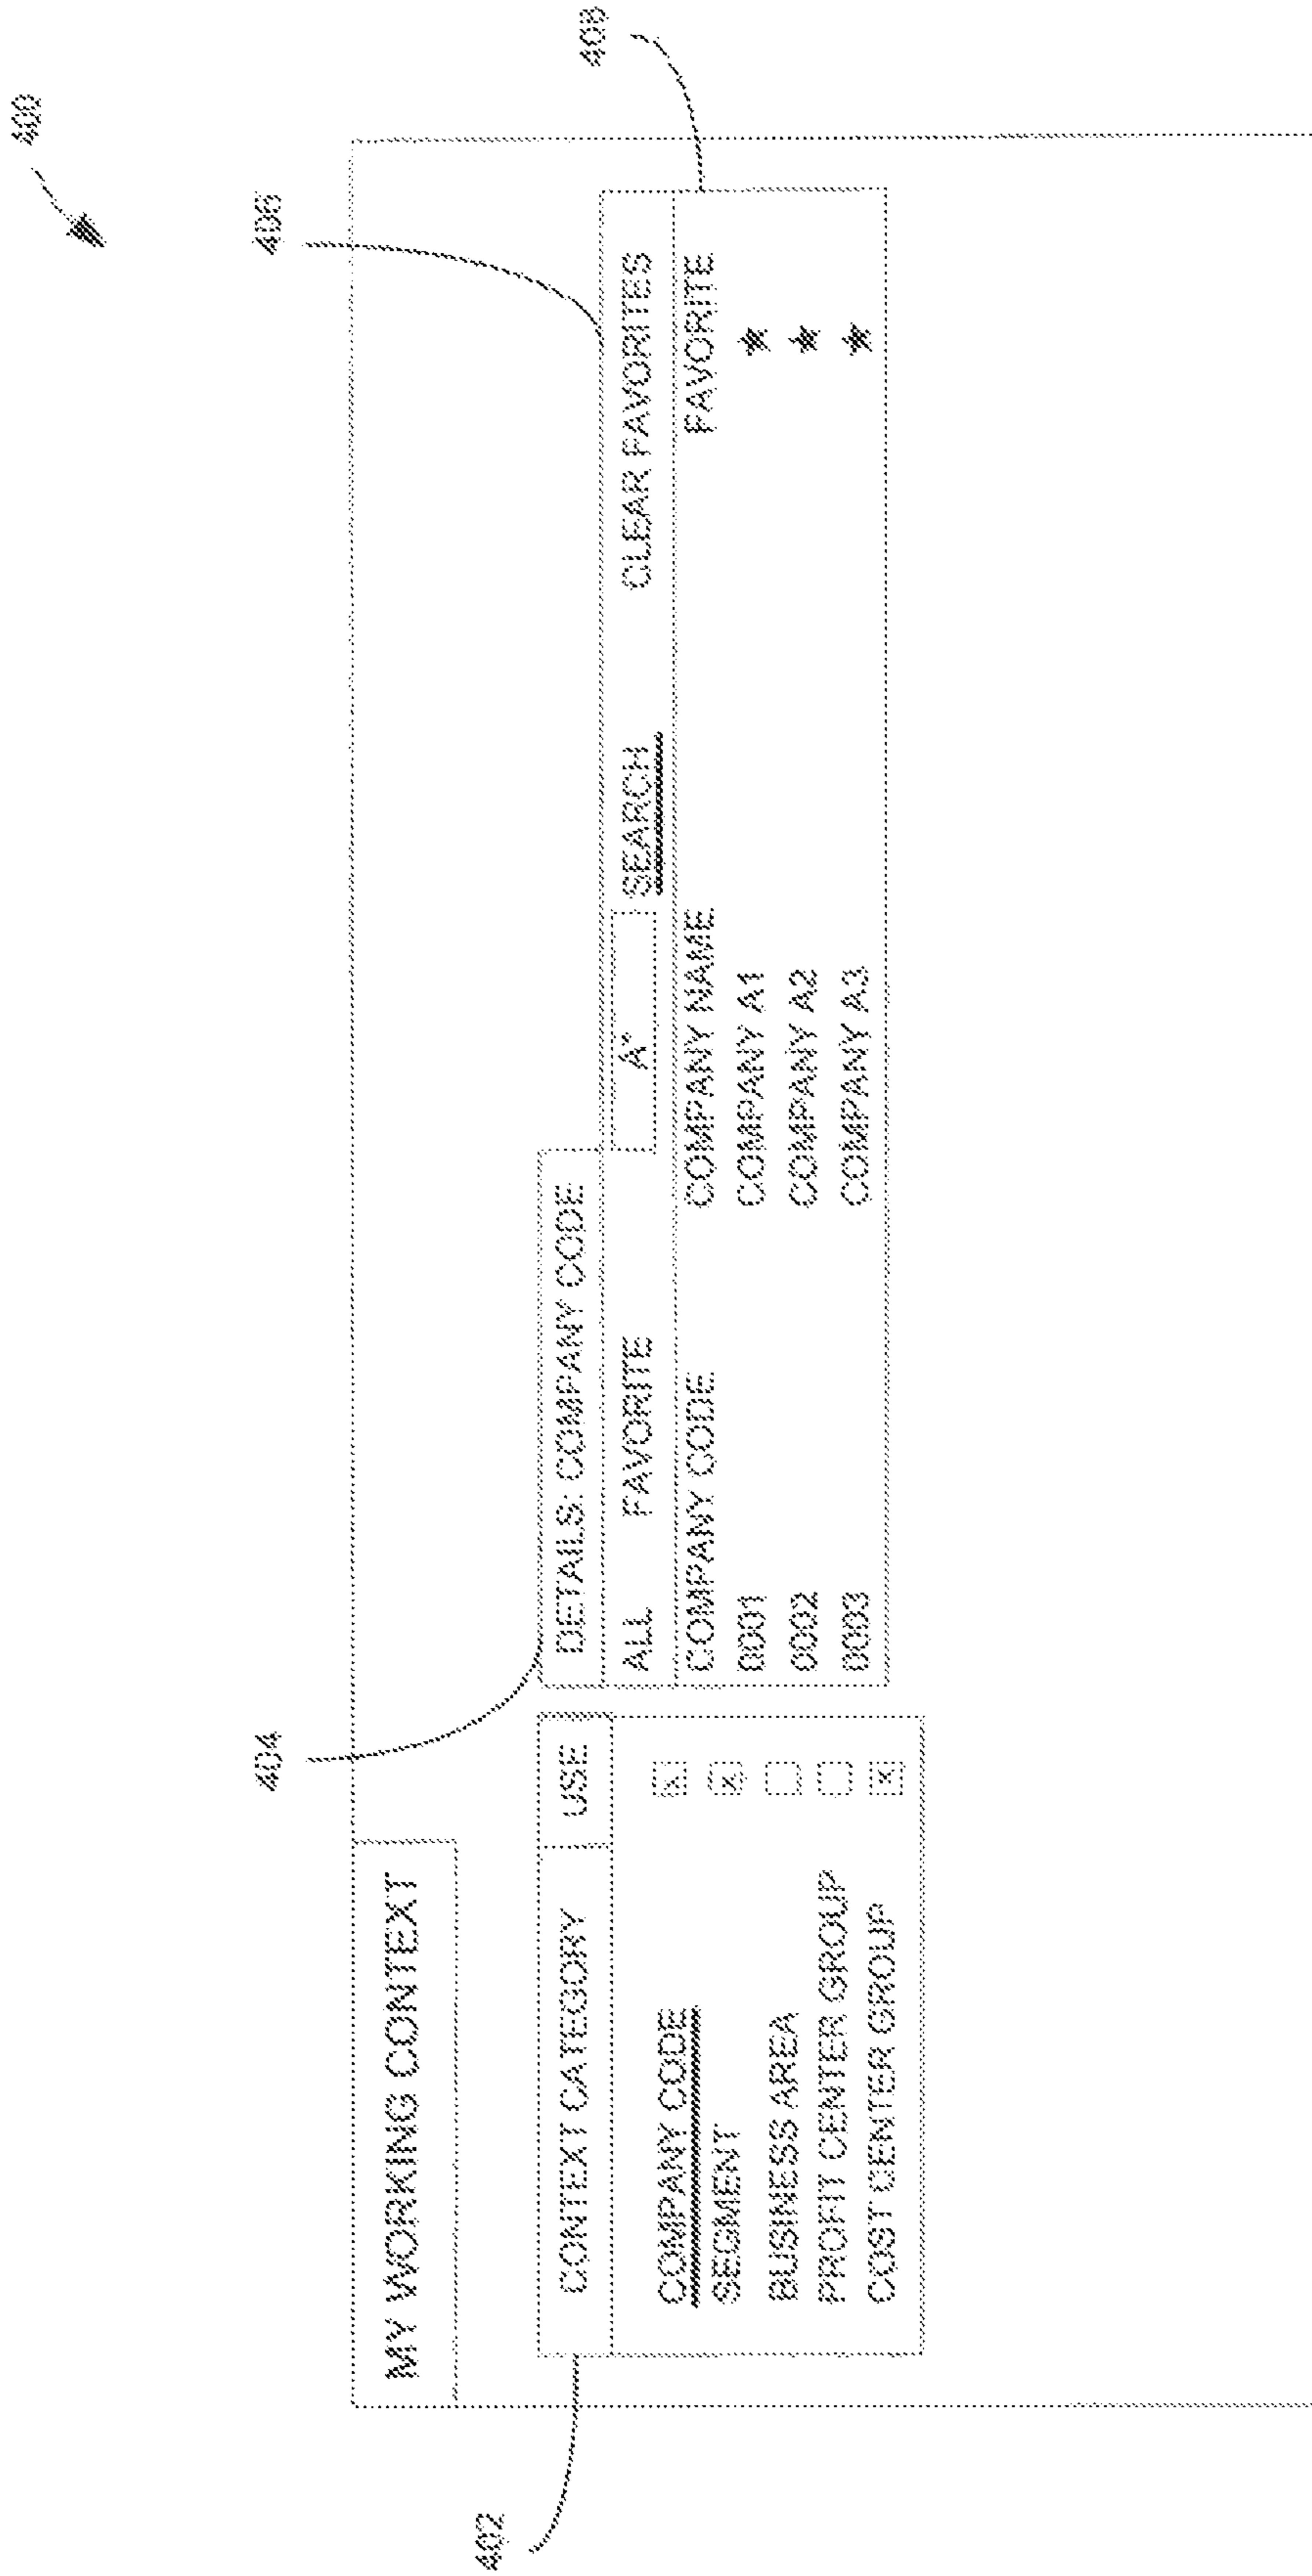 400
MY WORKING CONTEXT
402
404
406
408
CONTEXT CATEGORY USE
COMPANY CODE x
SEGMENT x
BUSINESS AREA
PROFIT CENTER GROUP
COST CENTER GROUP x
DETAILS: COMPANY CODE
ALL FAVORITE A* SEARCH CLEAR FAVORITES
COMPANY CODE COMPANY NAME FAVORITE
0001 COMPANY A1 ★
0002 COMPANY A2 ★
0003 COMPANY A3 ★